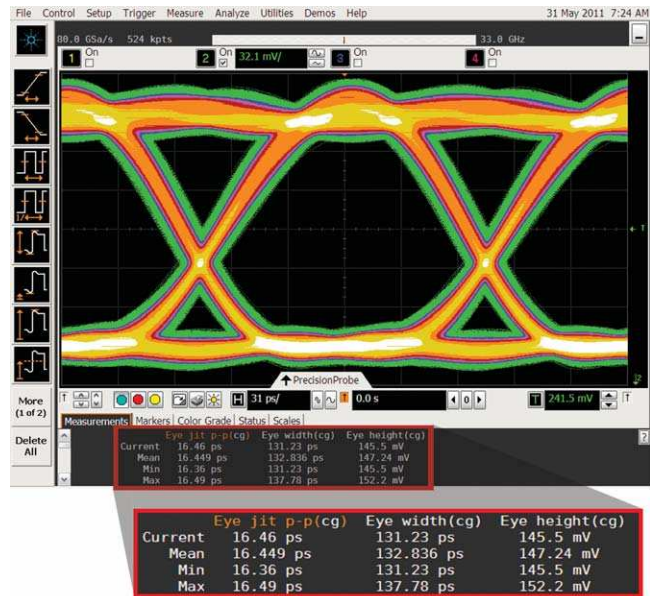 File Control Setup Trigger Measure Analyze Utilities Demos Help 31 May 2011 7:24 AM
80.0 GSa/s 524 kpts 33.0 GHz
1 On 2 On 32.1 mV/ 3 On 4 On
T
PrecisionProbe
More
(1 of 2)
Delete
All
H 31 ps/ 0.0 s 0 T 241.5 mV
Measurements Markers Color Grade Status Scales
Eye jit p-p(cg) Eye width(cg) Eye height(cg)
Current 16.46 ps 131.23 ps 145.5 mV
Mean 16.449 ps 132.836 ps 147.24 mV
Min 16.36 ps 131.23 ps 145.5 mV
Max 16.49 ps 137.78 ps 152.2 mV
Eye jit p-p(cg) Eye width(cg) Eye height(cg)
Current 16.46 ps 131.23 ps 145.5 mV
Mean 16.449 ps 132.836 ps 147.24 mV
Min 16.36 ps 131.23 ps 145.5 mV
Max 16.49 ps 137.78 ps 152.2 mV